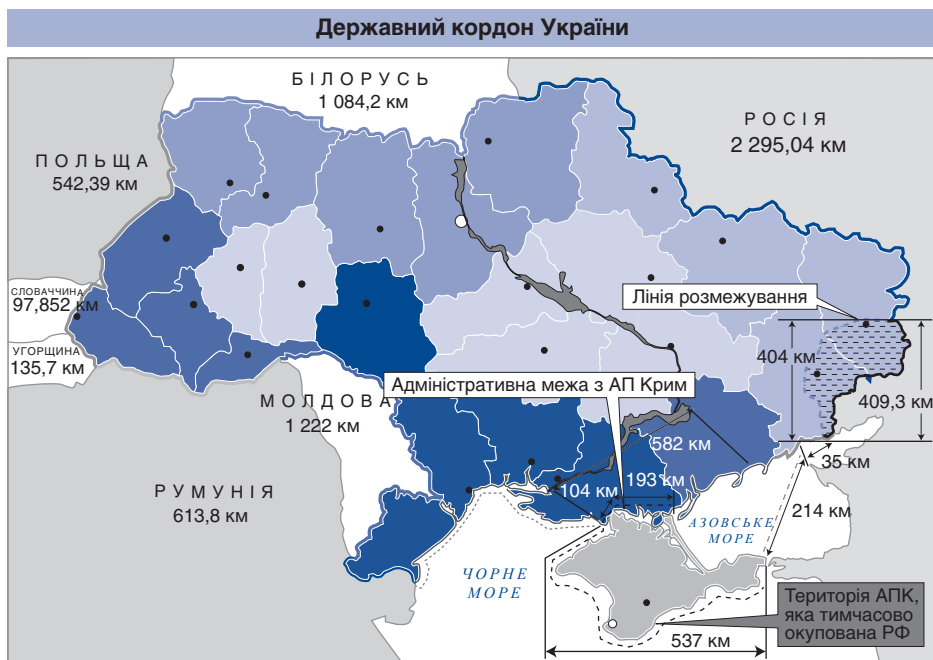 Державний кордон України
БІЛОРУСЬ
1 084,2 км
РОСІЯ
2 295,04 км
ПОЛЬЩА
542,39 км
СЛОВАЧЧИНА
97,852 км
УГОРЩИНА
135,7 км
Лінія розмежування
404 км
409,3 км
Адміністративна межа з АП Крим
МОЛДОВА
1 222 км
582 км
35 км
РУМУНІЯ
613,8 км
104 км
193 км
214 км
АЗОВСЬКЕ
МОРЕ
ЧОРНЕ
МОРЕ
Територія АПК,
яка тимчасово
окупована РФ
537 км